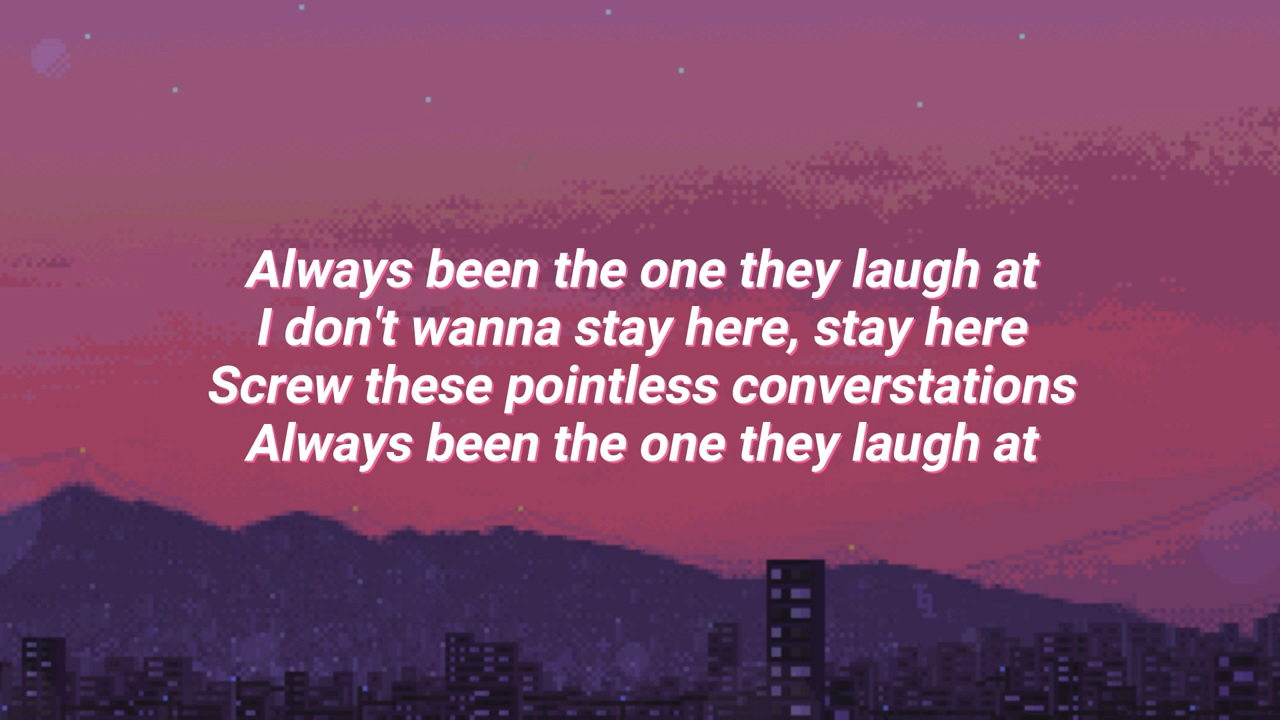 Always been the one they laugh at
I don't wanna stay here, stay here
Screw these pointless converstations
Always been the one they laugh at